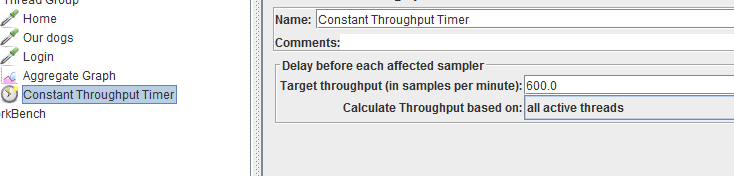 Thread Group
Home
Our dogs
Login
Aggregate Graph
Constant Throughput Timer
rkBench
Name: Constant Throughput Timer
Comments:
Delay before each affected sampler
Target throughput (in samples per minute): 600.0
Calculate Throughput based on: all active threads